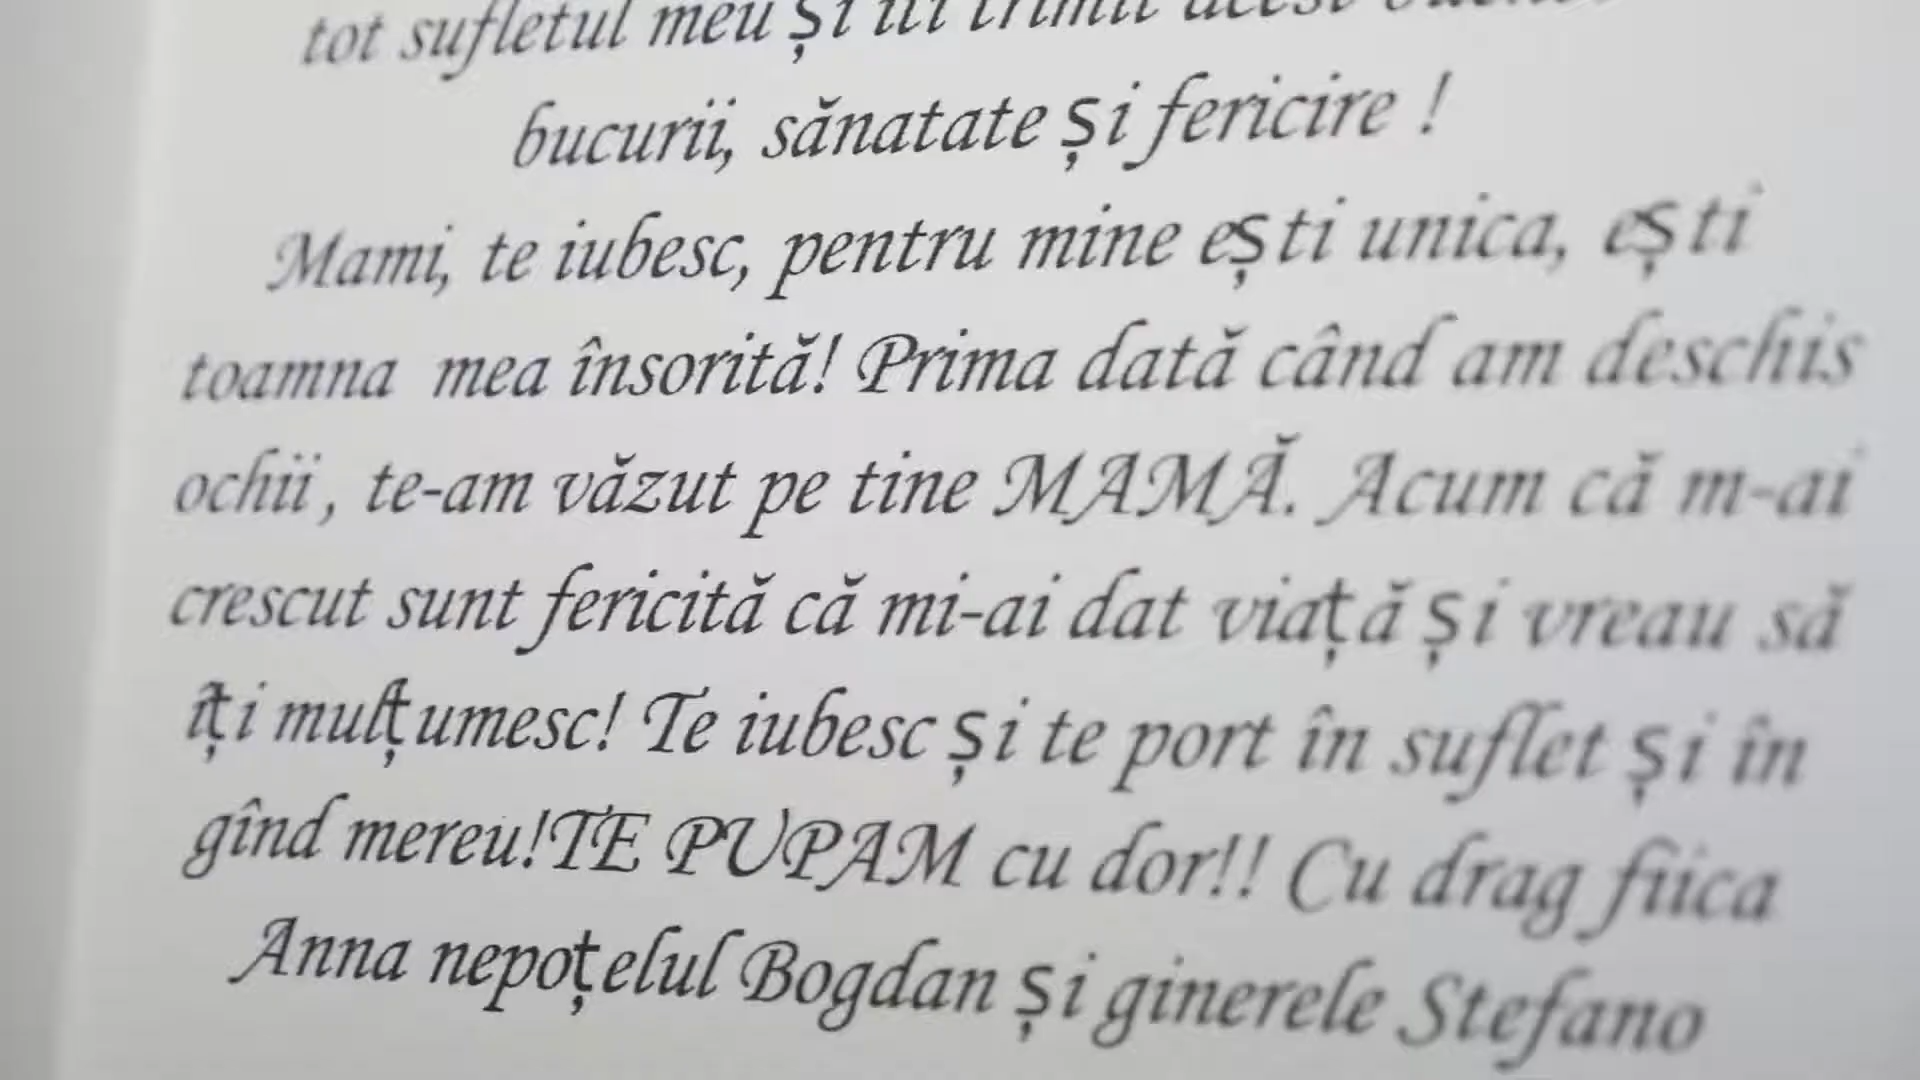 tot sufletul meu și îți trimit acest buchet
bucurii, sănatate și fericire !
Mami, te iubesc, pentru mine ești unica, ești
toamna mea însorită! Prima dată când am deschis
ochii, te-am văzut pe tine MAMĂ. Acum că m-ai
crescut sunt fericită că mi-ai dat viață și vreau să
îți mulțumesc! Te iubesc și te port în suflet și în
gînd mereu!TE PUPAM cu dor!! Cu drag fiica
Anna nepoțelul Bogdan și ginerele Stefano